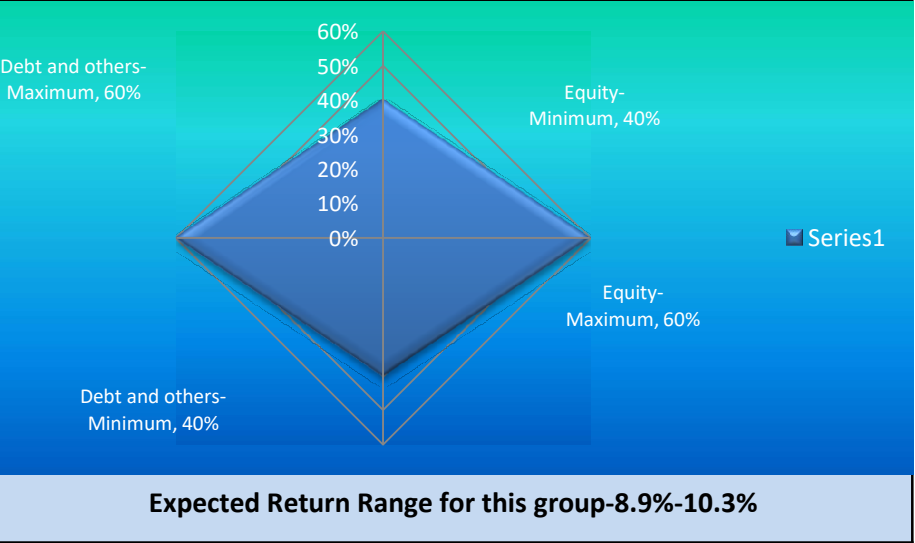 60%
50%
40%
30%
20%
10%
0%
Debt and others-
Maximum, 60%
Equity-
Minimum, 40%
Series1
Equity-
Maximum, 60%
Debt and others-
Minimum, 40%
Expected Return Range for this group-8.9%-10.3%